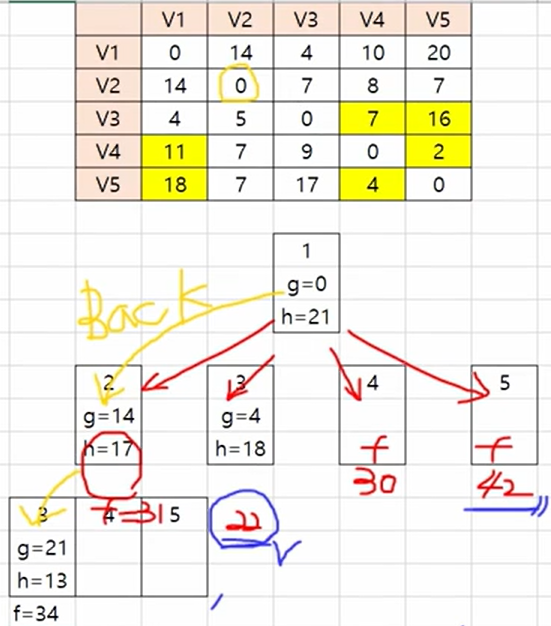 V1 V2 V3 V4 V5
V1 0 14 4 10 20
V2 14 0 7 8 7
V3 4 5 0 7 16
V4 11 7 9 0 2
V5 18 7 17 4 0
1
g=0
h=21
Back
2 3 4 5
g=14 g=4
h=17 h=18 f f
30 42
3 4 5
f=31 22
g=21
h=13
f=34